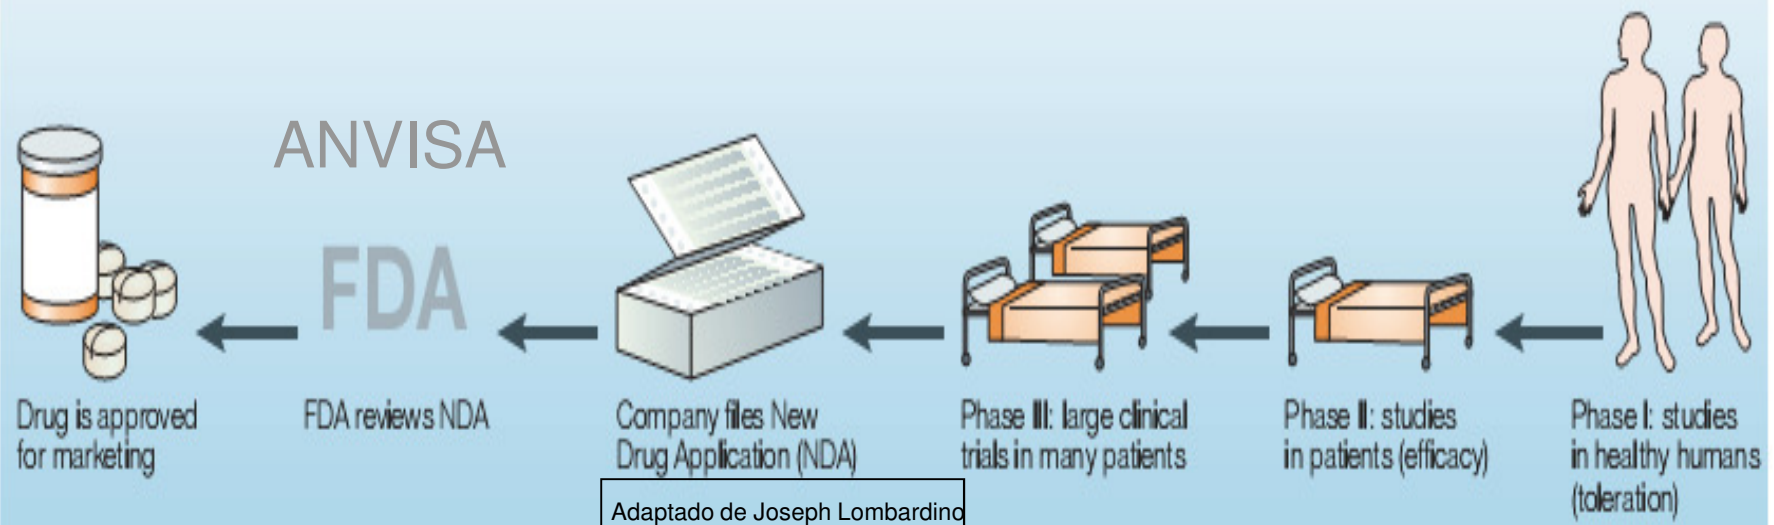 ANVISA
FDA
Drug is approved
for marketing
FDA reviews NDA
Company files New
Drug Application (NDA)
Phase III: large clinical
trials in many patients
Phase II: studies
in patients (efficacy)
Phase I: studies
in healthy humans
(toleration)
Adaptado de Joseph Lombardino